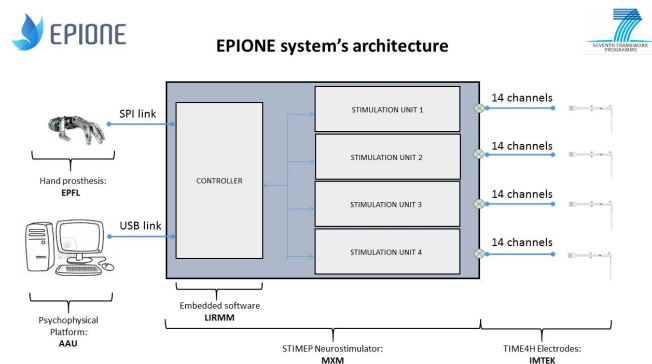 EPIONE
EPIONE system's architecture
SEVENTH FRAMEWORK
PROGRAMME
SPI link
Hand prosthesis:
EPFL
USB link
Psychophysical
Platform:
AAU
CONTROLLER
STIMULATION UNIT 1
STIMULATION UNIT 2
STIMULATION UNIT 3
STIMULATION UNIT 4
14 channels
14 channels
14 channels
14 channels
Embedded software
LIRMM
STIMEP Neurostimulator:
MXM
TIME4H Electrodes:
IMTEK